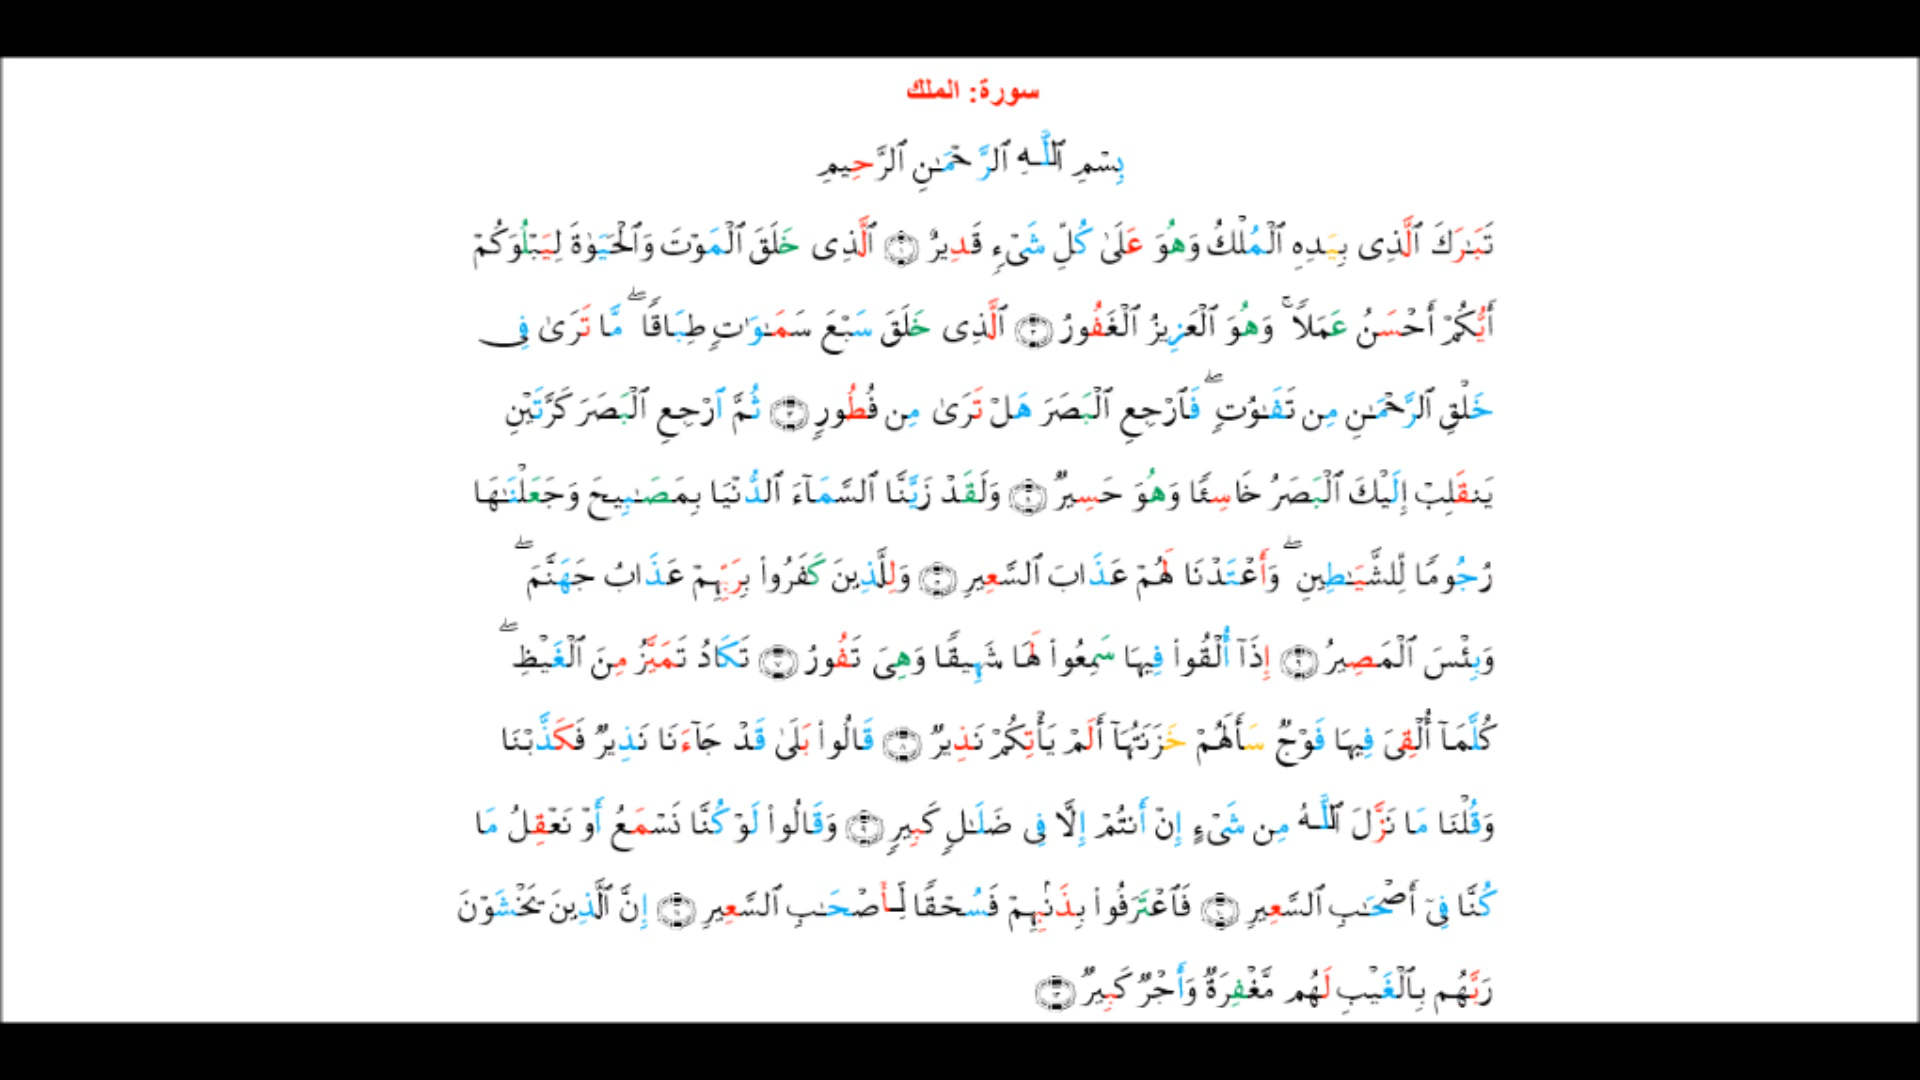 سورة: الملك
بِسْمِ ٱللَّـهِ ٱلرَّحْمَـٰنِ ٱلرَّحِيمِ
تَبَـٰرَكَ ٱلَّذِى بِيَدِهِ ٱلْمُلْكُ وَهُوَ عَلَىٰ كُلِّ شَىْءٍ قَدِيرٌ ١ ٱلَّذِى خَلَقَ ٱلْمَوْتَ وَٱلْحَيَوٰةَ لِيَبْلُوَكُمْ
أَيُّكُمْ أَحْسَنُ عَمَلًا ۚ وَهُوَ ٱلْعَزِيزُ ٱلْغَفُورُ ٢ ٱلَّذِى خَلَقَ سَبْعَ سَمَـٰوَٰتٍ طِبَاقًا ۖ مَّا تَرَىٰ فِى
خَلْقِ ٱلرَّحْمَـٰنِ مِن تَفَـٰوُتٍ ۖ فَٱرْجِعِ ٱلْبَصَرَ هَلْ تَرَىٰ مِن فُطُورٍ ٣ ثُمَّ ٱرْجِعِ ٱلْبَصَرَ كَرَّتَيْنِ
يَنقَلِبْ إِلَيْكَ ٱلْبَصَرُ خَاسِئًا وَهُوَ حَسِيرٌ ٤ وَلَقَدْ زَيَّنَّا ٱلسَّمَآءَ ٱلدُّنْيَا بِمَصَـٰبِيحَ وَجَعَلْنَـٰهَا
رُجُومًا لِّلشَّيَـٰطِينِ ۖ وَأَعْتَدْنَا لَهُمْ عَذَابَ ٱلسَّعِيرِ ٥ وَلِلَّذِينَ كَفَرُوا۟ بِرَبِّهِمْ عَذَابُ جَهَنَّمَ ۖ
وَبِئْسَ ٱلْمَصِيرُ ٦ إِذَآ أُلْقُوا۟ فِيهَا سَمِعُوا۟ لَهَا شَهِيقًا وَهِىَ تَفُورُ ٧ تَكَادُ تَمَيَّزُ مِنَ ٱلْغَيْظِ ۖ
كُلَّمَآ أُلْقِىَ فِيهَا فَوْجٌ سَأَلَهُمْ خَزَنَتُهَآ أَلَمْ يَأْتِكُمْ نَذِيرٌ ٨ قَالُوا۟ بَلَىٰ قَدْ جَآءَنَا نَذِيرٌ فَكَذَّبْنَا
وَقُلْنَا مَا نَزَّلَ ٱللَّـهُ مِن شَىْءٍ إِنْ أَنتُمْ إِلَّا فِى ضَلَـٰلٍ كَبِيرٍ ٩ وَقَالُوا۟ لَوْ كُنَّا نَسْمَعُ أَوْ نَعْقِلُ مَا
كُنَّا فِىٓ أَصْحَـٰبِ ٱلسَّعِيرِ ١٠ فَٱعْتَرَفُوا۟ بِذَنۢبِهِمْ فَسُحْقًا لِّأَصْحَـٰبِ ٱلسَّعِيرِ ١١ إِنَّ ٱلَّذِينَ يَخْشَوْنَ
رَبَّهُم بِٱلْغَيْبِ لَهُم مَّغْفِرَةٌ وَأَجْرٌ كَبِيرٌ ١٢